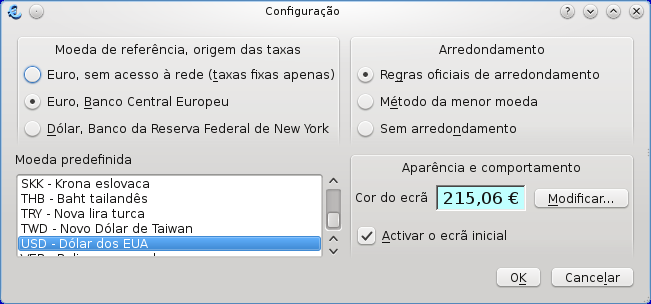 Configuração
Moeda de referência, origem das taxas
Euro, sem acesso à rede (taxas fixas apenas)
Euro, Banco Central Europeu
Dólar, Banco da Reserva Federal de New York
Arredondamento
Regras oficiais de arredondamento
Método da menor moeda
Sem arredondamento
Moeda predefinida
SKK - Krona eslovaca
THB - Baht tailandês
TRY - Nova lira turca
TWD - Novo Dólar de Taiwan
USD - Dólar dos EUA
Aparência e comportamento
Cor do ecrã 215,06 € Modificar...
Activar o ecrã inicial
OK Cancelar